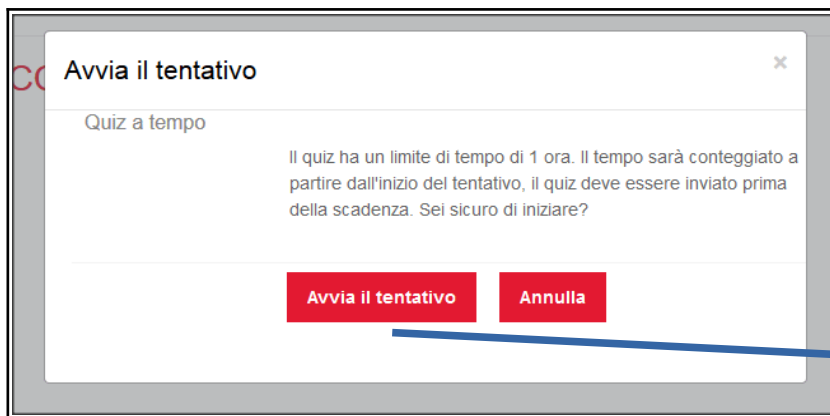 Avvia il tentativo
×
Quiz a tempo
Il quiz ha un limite di tempo di 1 ora. Il tempo sarà conteggiato a
partire dall'inizio del tentativo, il quiz deve essere inviato prima
della scadenza. Sei sicuro di iniziare?
Avvia il tentativo Annulla